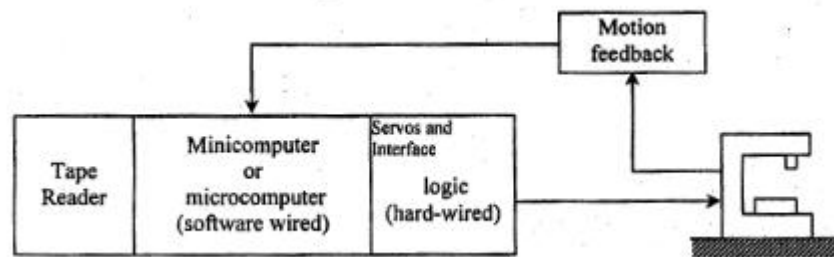 Motion
feedback
Tape
Reader
Minicomputer
or
microcomputer
(software wired)
Servos and
Interface
logic
(hard-wired)